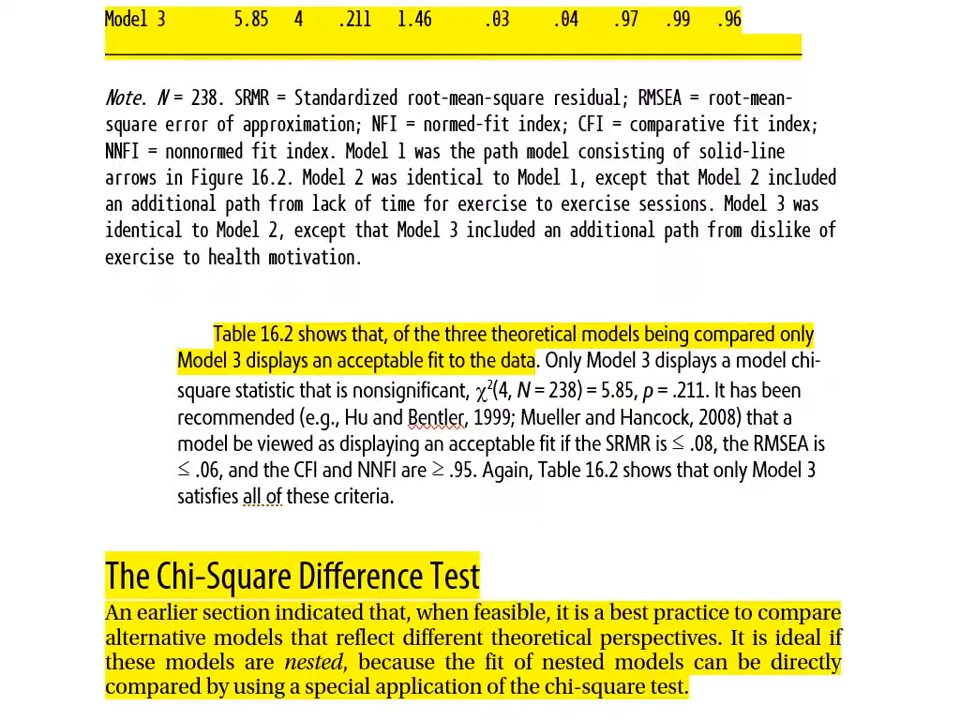 Model 3 5.85 4 .211 1.46 .03 .04 .97 .99 .96
Note. N = 238. SRMR = Standardized root-mean-square residual; RMSEA = root-mean-
square error of approximation; NFI = normed-fit index; CFI = comparative fit index;
NNFI = nonnormed fit index. Model 1 was the path model consisting of solid-line
arrows in Figure 16.2. Model 2 was identical to Model 1, except that Model 2 included
an additional path from lack of time for exercise to exercise sessions. Model 3 was
identical to Model 2, except that Model 3 included an additional path from dislike of
exercise to health motivation.
Table 16.2 shows that, of the three theoretical models being compared only
Model 3 displays an acceptable fit to the data. Only Model 3 displays a model chi-
square statistic that is nonsignificant, χ²(4, N = 238) = 5.85, p = .211. It has been
recommended (e.g., Hu and Bentler, 1999; Mueller and Hancock, 2008) that a
model be viewed as displaying an acceptable fit if the SRMR is ≤ .08, the RMSEA is
≤ .06, and the CFI and NNFI are ≥ .95. Again, Table 16.2 shows that only Model 3
satisfies all of these criteria.
The Chi-Square Difference Test
An earlier section indicated that, when feasible, it is a best practice to compare
alternative models that reflect different theoretical perspectives. It is ideal if
these models are nested, because the fit of nested models can be directly
compared by using a special application of the chi-square test.